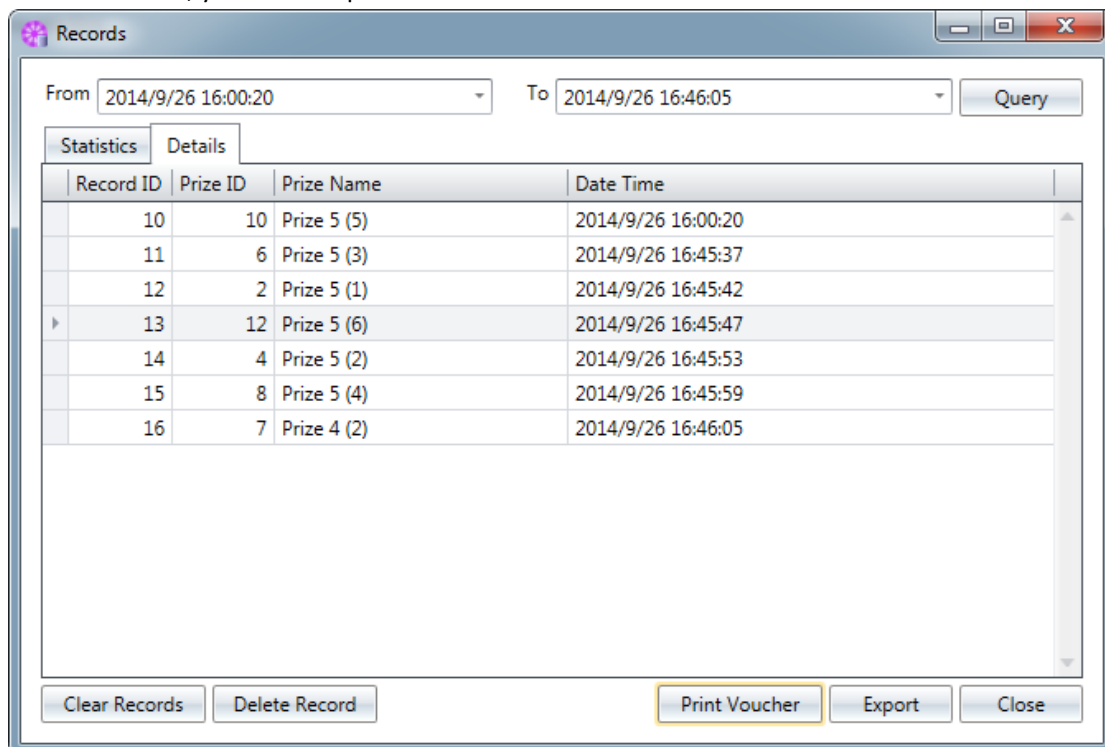 Records
From 2014/9/26 16:00:20 To 2014/9/26 16:46:05 Query
Statistics Details
Record ID Prize ID Prize Name Date Time
10 10 Prize 5 (5) 2014/9/26 16:00:20
11 6 Prize 5 (3) 2014/9/26 16:45:37
12 2 Prize 5 (1) 2014/9/26 16:45:42
13 12 Prize 5 (6) 2014/9/26 16:45:47
14 4 Prize 5 (2) 2014/9/26 16:45:53
15 8 Prize 5 (4) 2014/9/26 16:45:59
16 7 Prize 4 (2) 2014/9/26 16:46:05
Clear Records Delete Record Print Voucher Export Close